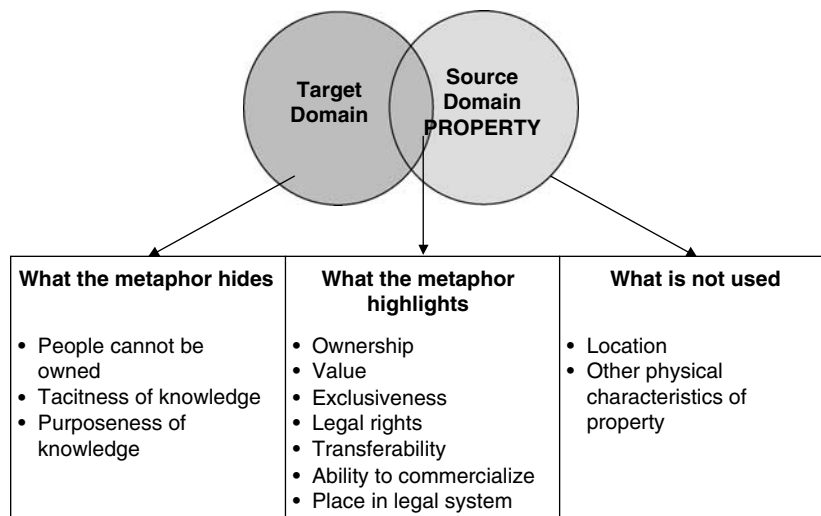 Target
Domain
Source
Domain
PROPERTY
What the metaphor hides
• People cannot be
owned
• Tacitness of knowledge
• Purposeness of
knowledge
What the metaphor
highlights
• Ownership
• Value
• Exclusiveness
• Legal rights
• Transferability
• Ability to commercialize
• Place in legal system
What is not used
• Location
• Other physical
characteristics of
property